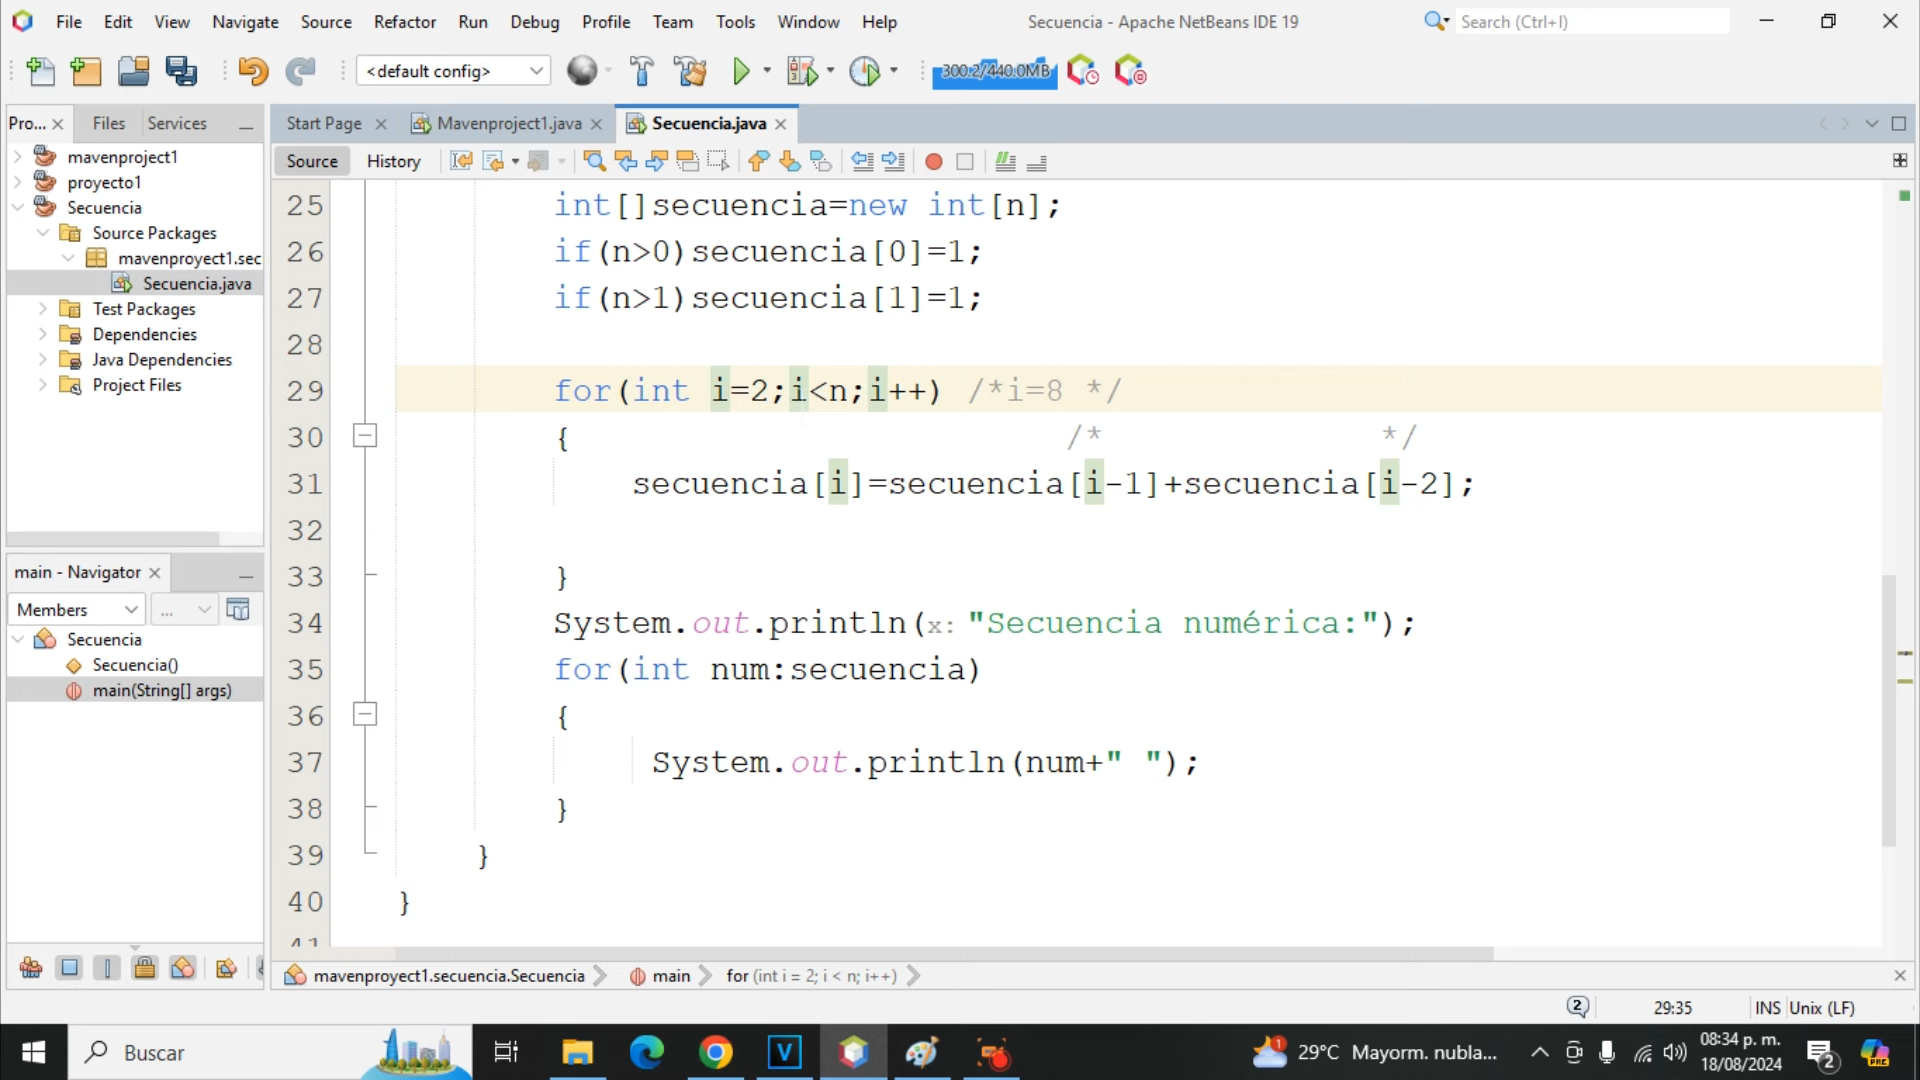 File Edit View Navigate Source Refactor Run Debug Profile Team Tools Window Help
Secuencia - Apache NetBeans IDE 19
Search (Ctrl+I)
<default config>
300.2/440.0MB
Pro... Files Services
Start Page Mavenproject1.java Secuencia.java
Source History
mavenproject1
proyecto1
Secuencia
Source Packages
mavenproyect1.sec
Secuencia.java
Test Packages
Dependencies
Java Dependencies
Project Files
main - Navigator
Members ...
Secuencia
Secuencia()
main(String[] args)
25 int[]secuencia=new int[n];
26 if(n>0)secuencia[0]=1;
27 if(n>1)secuencia[1]=1;
28
29 for(int i=2;i<n;i++) /*i=8 */
30 { /* */
31 secuencia[i]=secuencia[i-1]+secuencia[i-2];
32
33 }
34 System.out.println(x: "Secuencia numérica:");
35 for(int num:secuencia)
36 {
37 System.out.println(num+" ");
38 }
39 }
40 }
41
mavenproyect1.secuencia.Secuencia main for (int i = 2; i < n; i++)
2 29:35 INS Unix (LF)
Buscar
V
1 29°C Mayorm. nubla...
08:34 p. m.
18/08/2024
2
PRE